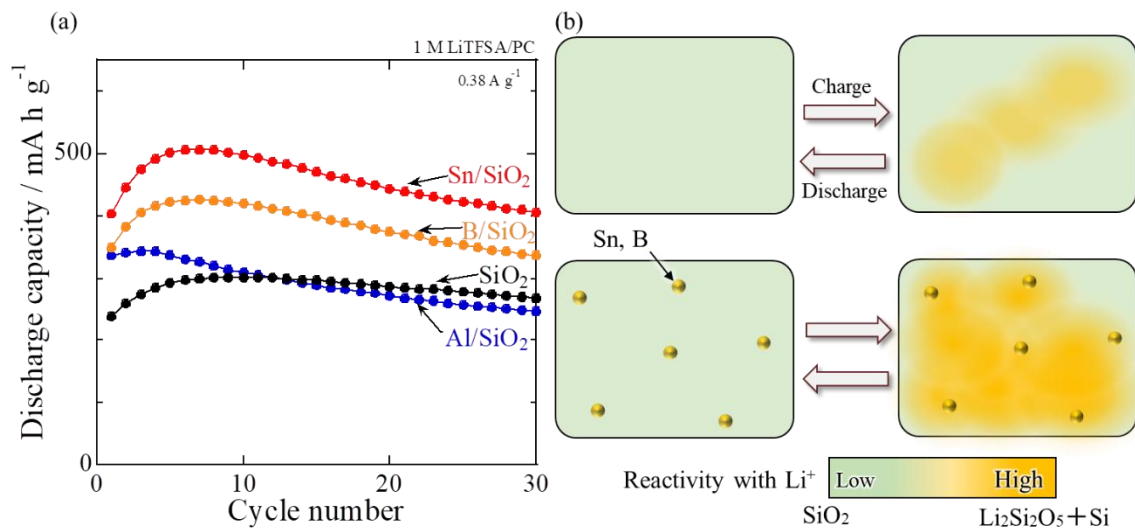 (a)
1 M LiTFSA/PC
0.38 A g⁻¹
Discharge capacity / mA h g⁻¹
500
0
Sn/SiO₂
B/SiO₂
SiO₂
Al/SiO₂
0
10
20
30
Cycle number
(b)
Charge
Discharge
Sn, B
Reactivity with Li⁺
Low
High
SiO₂
Li₂Si₂O₅+Si